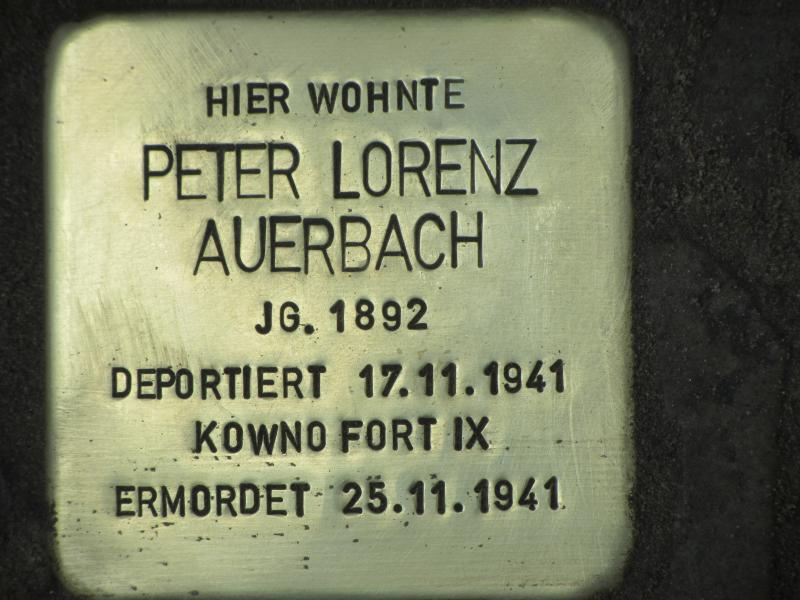 HIER WOHNTE
PETER LORENZ
AUERBACH
JG. 1892
DEPORTIERT 17.11.1941
KOWNO FORT IX
ERMORDET 25.11.1941